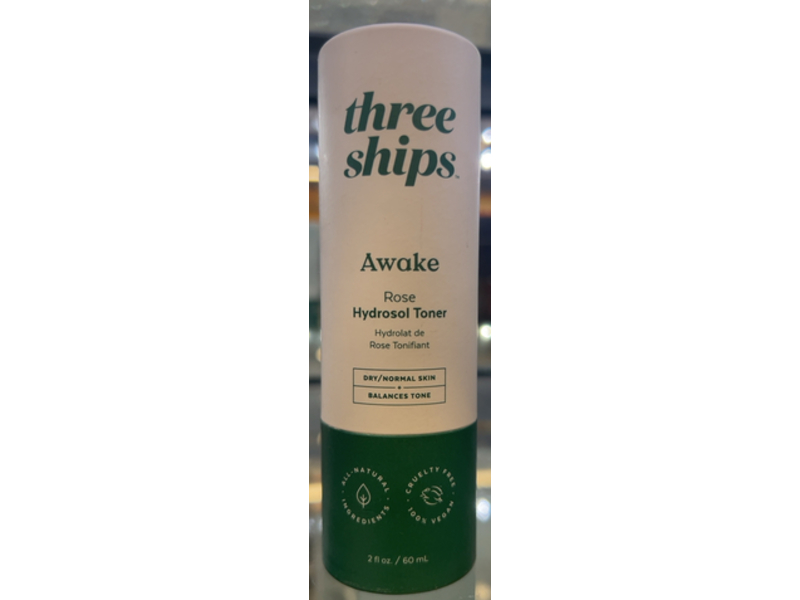 three
ships™
Awake
Rose
Hydrosol Toner
Hydrolat de
Rose Tonifiant
DRY/NORMAL SKIN
+
BALANCES TONE
ALL-NATURAL
INGREDIENTS
CRUELTY FREE
100% VEGAN
2 fl oz. / 60 mL